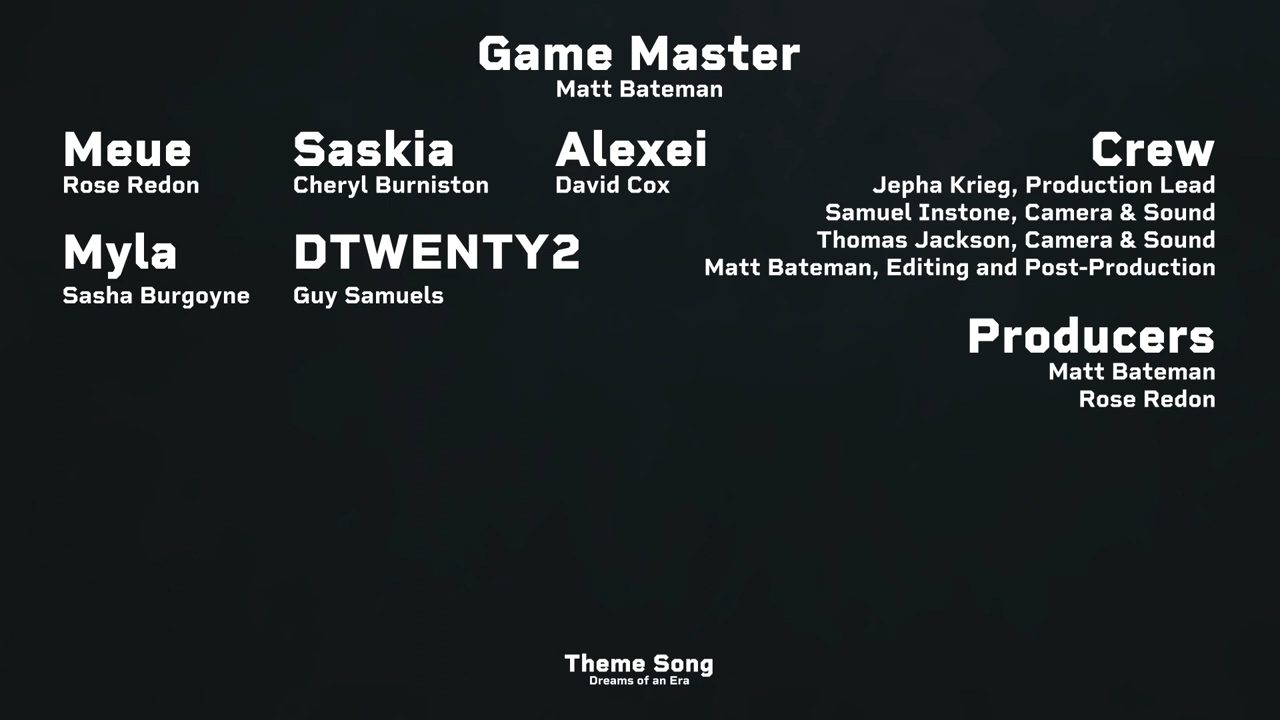 Game Master
Matt Bateman
Meue
Rose Redon
Saskia
Cheryl Burniston
Alexei
David Cox
Myla
Sasha Burgoyne
DTWENTY2
Guy Samuels
Crew
Jepha Krieg, Production Lead
Samuel Instone, Camera & Sound
Thomas Jackson, Camera & Sound
Matt Bateman, Editing and Post-Production
Producers
Matt Bateman
Rose Redon
Theme Song
Dreams of an Era